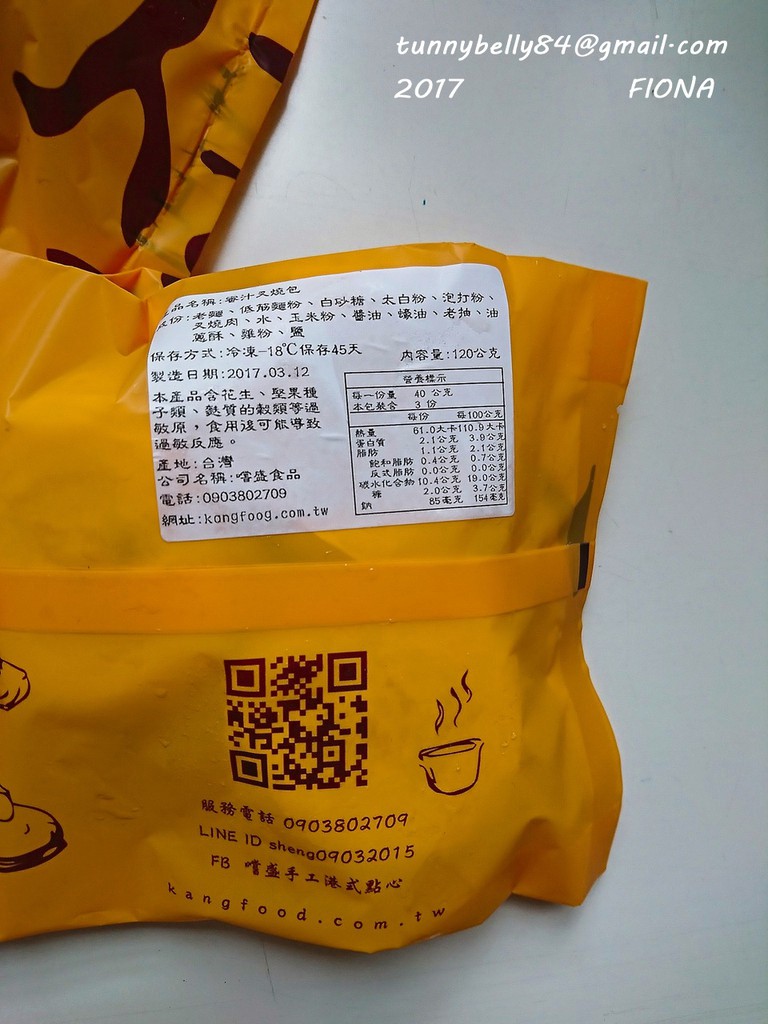 tunnybelly84@gmail.com
2017 FIONA
品名稱:蜜汁叉燒包
份:老麵、低筋麵粉、白砂糖、太白粉、泡打粉、
叉燒肉、水、玉米粉、醬油、蠔油、老抽、油
蔥酥、雞粉、鹽
保存方式:冷凍-18℃保存45天 內容量:120公克
製造日期:2017.03.12
本產品含花生、堅果種
子類、麩質的穀類等過
敏原,食用後可能導致
過敏反應。
產地:台灣
公司名稱:嚐盛食品
電話:0903802709
網址:kangfoog.com.tw
營養標示
每一份量 40 公克
本包裝含 3 份
每份 每100公克
熱量 61.0大卡 110.9大卡
蛋白質 2.1公克 3.9公克
脂肪 1.1公克 2.1公克
飽和脂肪 0.4公克 0.7公克
反式脂肪 0.0公克 0.0公克
碳水化合物 10.4公克 19.0公克
糖 2.0公克 3.7公克
鈉 85毫克 154毫克
服務電話 0903802709
LINE ID sheng09032015
FB 嚐盛手工港式點心
kangfood.com.tw